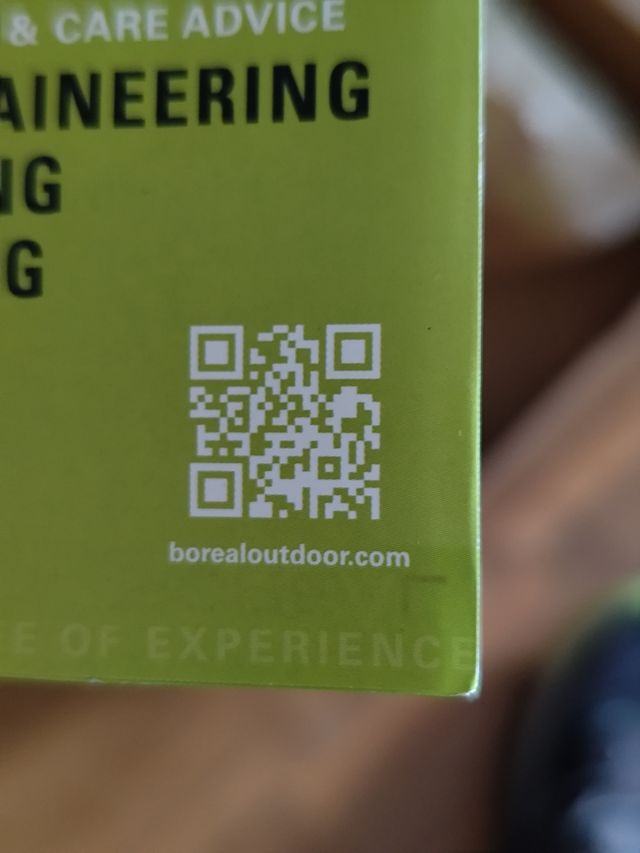 & CARE ADVICE
AINEERING
NG
G
borealoutdoor.com
E OF EXPERIENCE